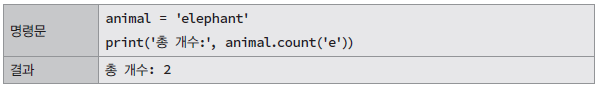 명령문
animal = 'elephant'
print('총 개수:', animal.count('e'))
결과
총 개수: 2